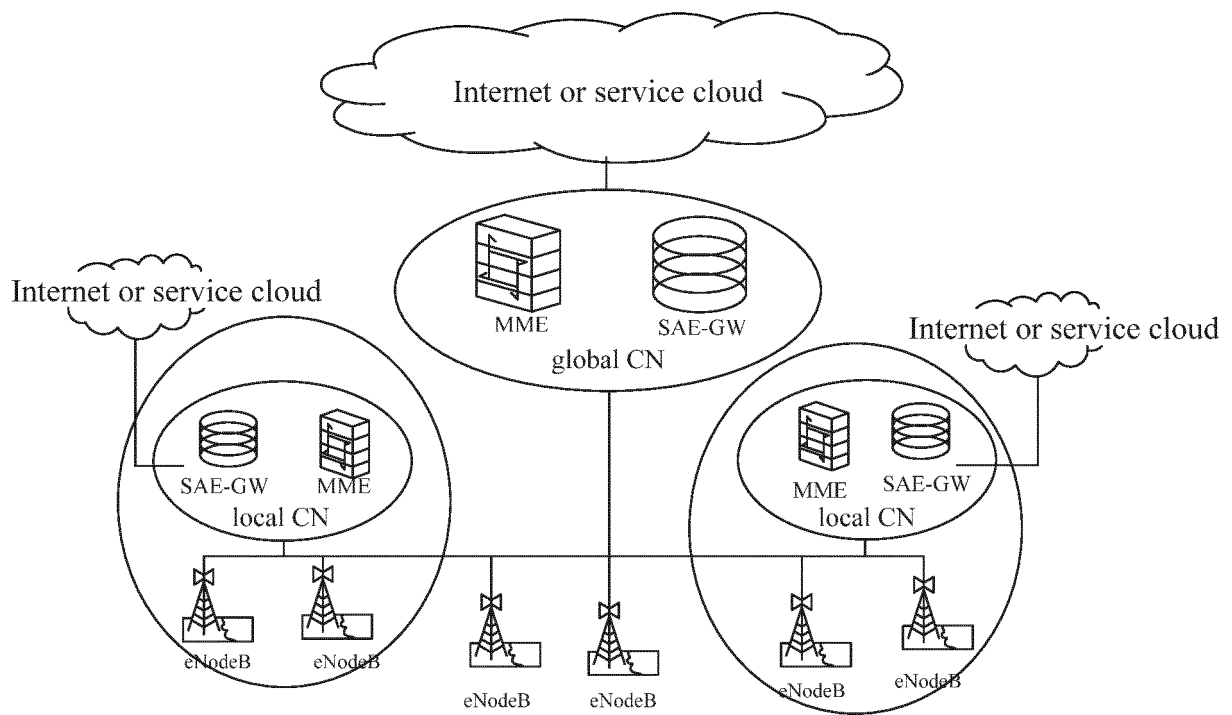 Internet or service cloud
MME
SAE-GW
global CN
Internet or service cloud
Internet or service cloud
SAE-GW
MME
local CN
MME
SAE-GW
local CN
eNodeB
eNodeB
eNodeB
eNodeB
eNodeB
eNodeB